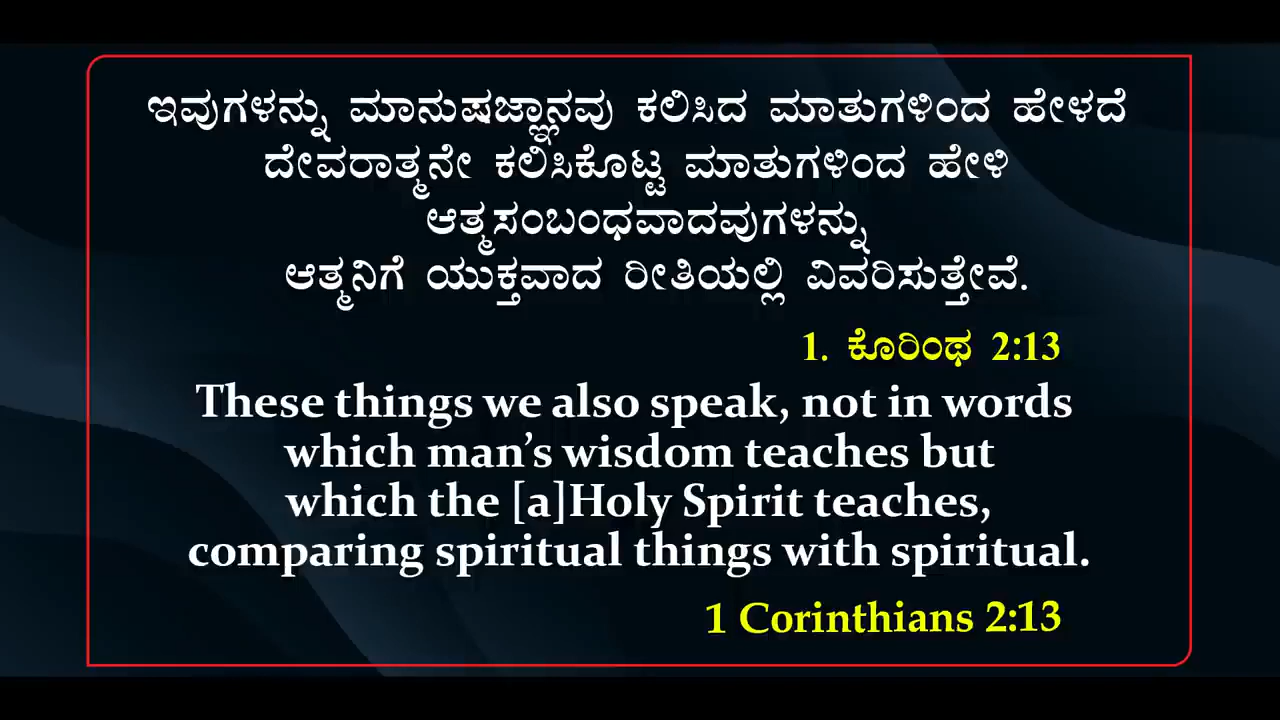 ಇವುಗಳನ್ನು ಮಾನುಷಜ್ಞಾನವು ಕಲಿಸಿದ ಮಾತುಗಳಿಂದ ಹೇಳದೆ
ದೇವರಾತ್ಮನೇ ಕಲಿಸಿಕೊಟ್ಟ ಮಾತುಗಳಿಂದ ಹೇಳಿ
ಆತ್ಮಸಂಬಂಧವಾದವುಗಳನ್ನು
ಆತ್ಮನಿಗೆ ಯುಕ್ತವಾದ ರೀತಿಯಲ್ಲಿ ವಿವರಿಸುತ್ತೇವೆ.
1. ಕೊರಿಂಥ 2:13
These things we also speak, not in words
which man’s wisdom teaches but
which the [a]Holy Spirit teaches,
comparing spiritual things with spiritual.
1 Corinthians 2:13